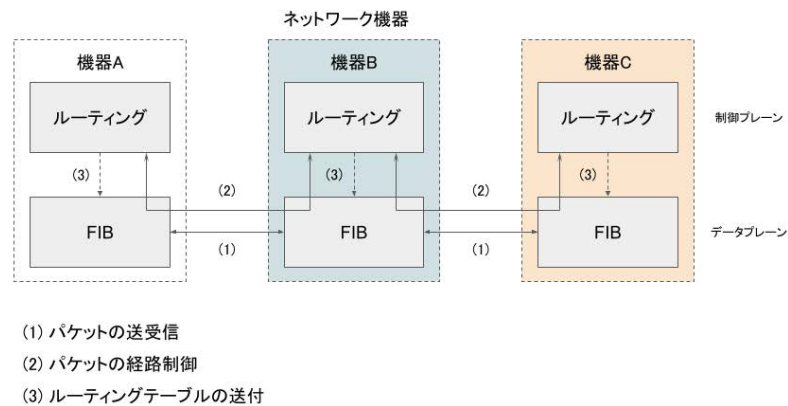 ネットワーク機器
機器A
機器B
機器C
ルーティング
ルーティング
ルーティング
制御プレーン
(3)
(2)
(3)
(2)
(3)
FIB
FIB
FIB
データプレーン
(1)
(1)
(1) パケットの送受信
(2) パケットの経路制御
(3) ルーティングテーブルの送付